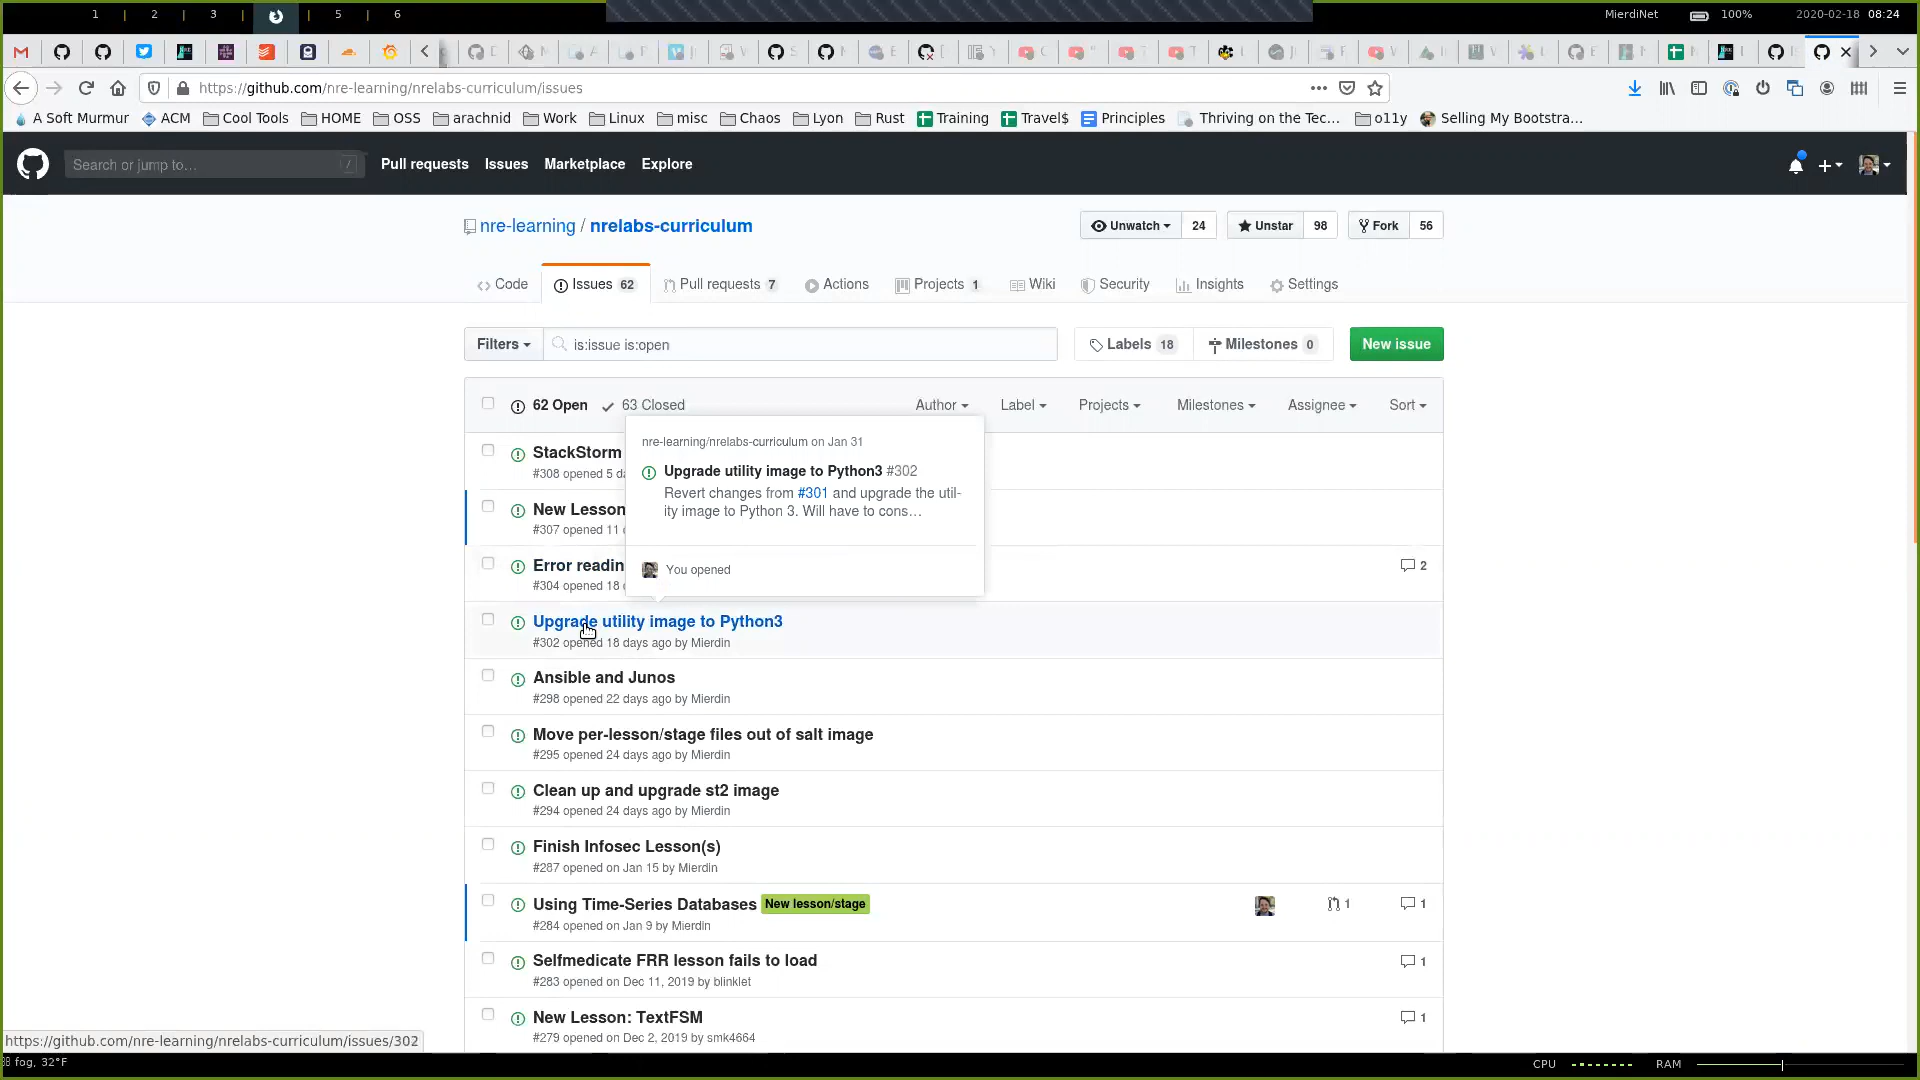 1 | 2 | 3 | | 5 | 6
MierdiNet 100% 2020-02-18 08:24
https://github.com/nre-learning/nrelabs-curriculum/issues
A Soft Murmur ACM Cool Tools HOME OSS arachnid Work Linux misc Chaos Lyon Rust Training Travel$ Principles Thriving on the Tec... o11y Selling My Bootstra...
Search or jump to... / Pull requests Issues Marketplace Explore
nre-learning / nrelabs-curriculum Unwatch 24 Unstar 98 Fork 56
Code Issues 62 Pull requests 7 Actions Projects 1 Wiki Security Insights Settings
Filters is:issue is:open Labels 18 Milestones 0 New issue
62 Open 63 Closed Author Label Projects Milestones Assignee Sort
nre-learning/nrelabs-curriculum on Jan 31
Upgrade utility image to Python3 #302
Revert changes from #301 and upgrade the util-
ity image to Python 3. Will have to cons...
You opened
StackStorm
#308 opened 5 da
New Lesson
#307 opened 11
Error readin
2
#304 opened 18
Upgrade utility image to Python3
#302 opened 18 days ago by Mierdin
Ansible and Junos
#298 opened 22 days ago by Mierdin
Move per-lesson/stage files out of salt image
#295 opened 24 days ago by Mierdin
Clean up and upgrade st2 image
#294 opened 24 days ago by Mierdin
Finish Infosec Lesson(s)
#287 opened on Jan 15 by Mierdin
Using Time-Series Databases New lesson/stage 1 1
#284 opened on Jan 9 by Mierdin
Selfmedicate FRR lesson fails to load 1
#283 opened on Dec 11, 2019 by blinklet
New Lesson: TextFSM 1
#279 opened on Dec 2, 2019 by smk4664
https://github.com/nre-learning/nrelabs-curriculum/issues/302
fog, 32°F CPU RAM